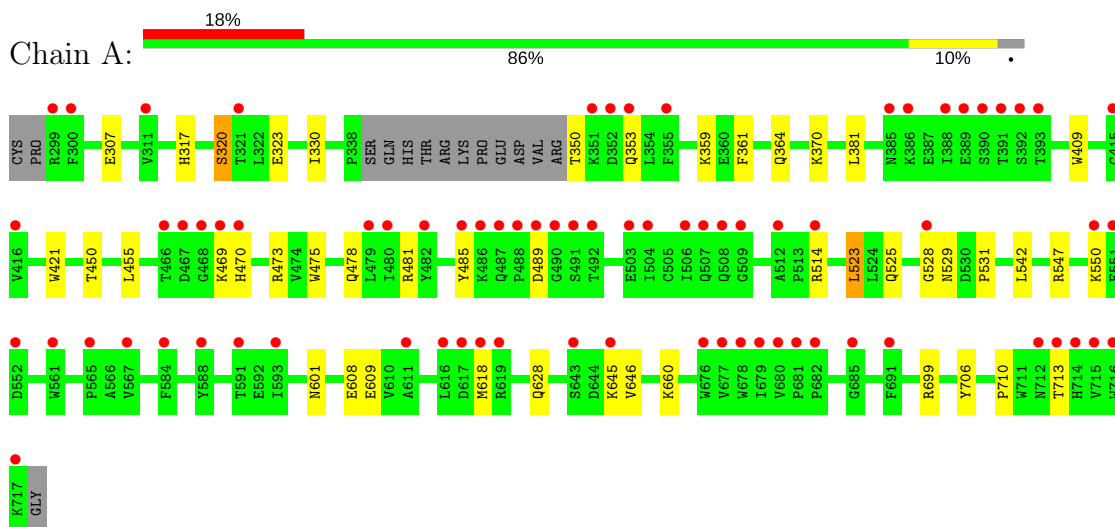 18%
Chain A:
86% 10% •
CYS PRO R299 F300 E307 V311 H317 S320 T321 L322 E323 I330 P338 SER GLN HIS THR ARG LYS PRO GLU ASP VAL ARG T350 K351 D352 Q353 L354 F355 K359 E360 F361 Q364 K370 L381 N385 K386 E387 I388 E389 S390 T391 S392 T393 W409 G415
V416 W421 T450 L455 T466 D467 G468 K469 H470 R473 V474 W475 Q478 L479 I480 R481 Y482 Y485 K486 Q487 P488 D489 G490 S491 T492 E503 I504 C505 I506 Q507 Q508 G509 A512 P513 R514 L523 L524 Q525 G528 N529 D530 P531 L542 R547 K550 E551
D552 W561 P565 A566 V567 F584 Y588 T591 E592 I593 N601 E608 E609 V610 A611 L616 D617 M618 R619 Q628 S643 D644 K645 V646 K660 W676 V677 W678 I679 V680 P681 P682 G685 F691 R699 Y706 P710 W711 N712 T713 H714 V715 W716
K717 GLY